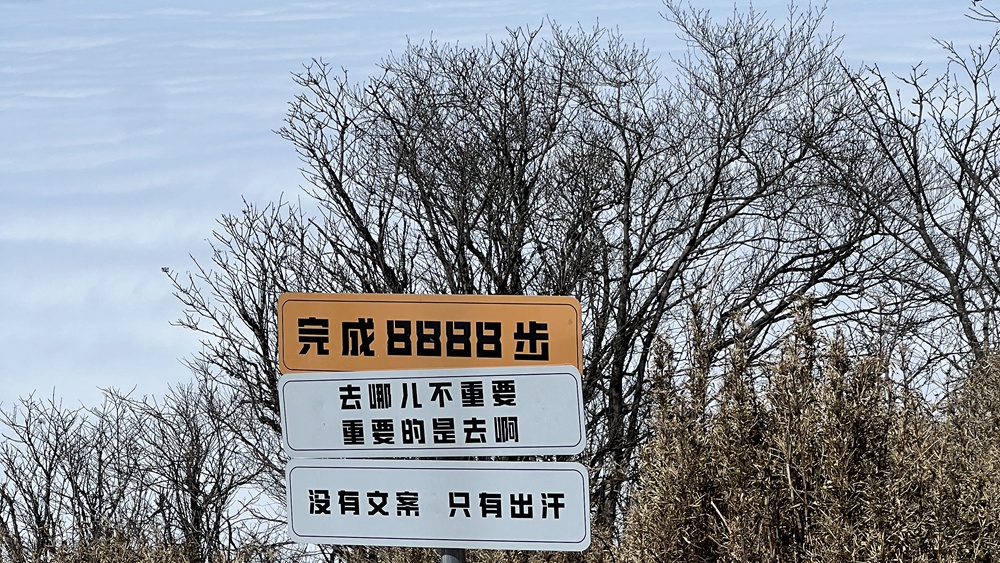 完成8888步
去哪儿不重要
重要的是去啊
没有文案 只有出汗